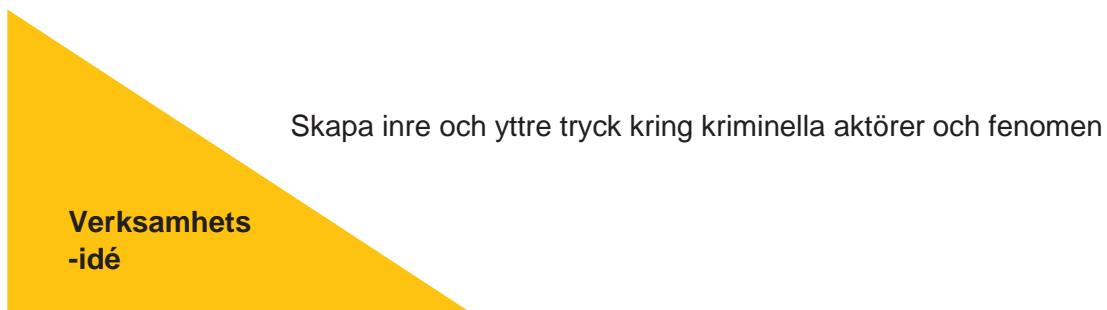 Skapa inre och yttre tryck kring kriminella aktörer och fenomen
Verksamhets
-idé